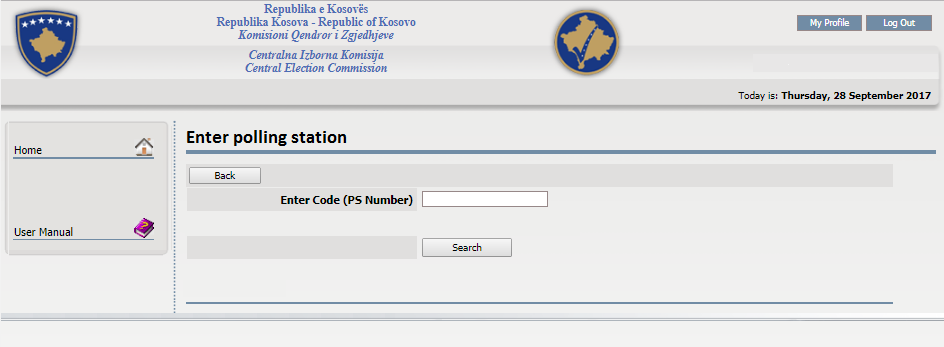 Republika e Kosovës
Republika Kosova - Republic of Kosovo
Komisioni Qendror i Zgjedhjeve
Centralna Izborna Komisija
Central Election Commission
My Profile
Log Out
Today is: Thursday, 28 September 2017
Home
User Manual
Enter polling station
Back
Enter Code (PS Number)
Search